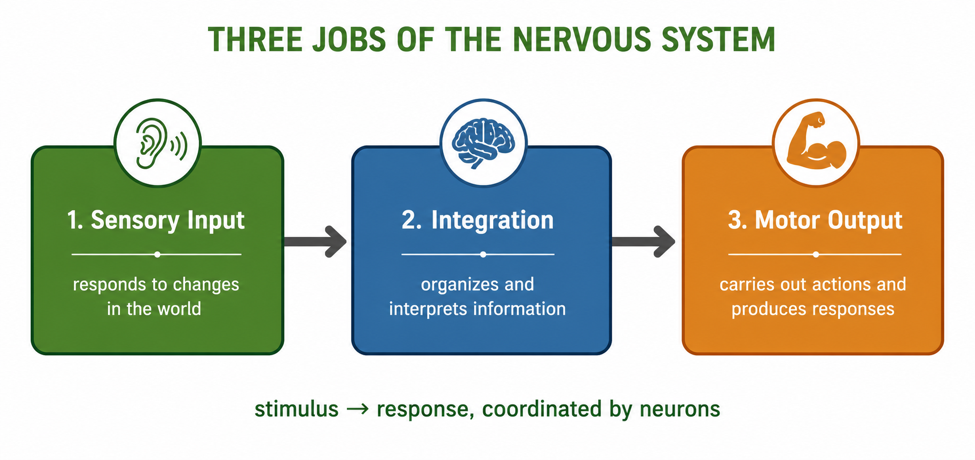 THREE JOBS OF THE NERVOUS SYSTEM
1. Sensory Input
responds to changes
in the world
2. Integration
organizes and
interprets information
3. Motor Output
carries out actions and
produces responses
stimulus → response, coordinated by neurons